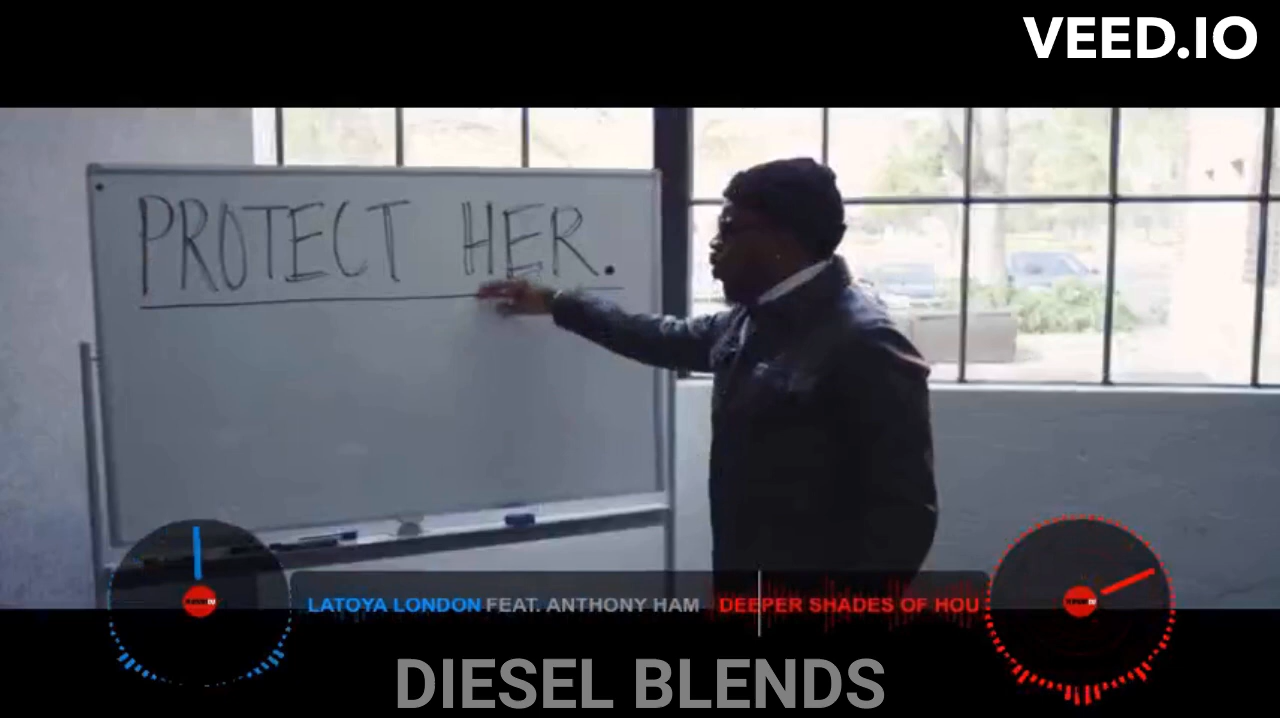 VEED.IO
PROTECT HER.
LATOYA LONDON FEAT. ANTHONY HAM
DEEPER SHADES OF HOU
DIESEL BLENDS